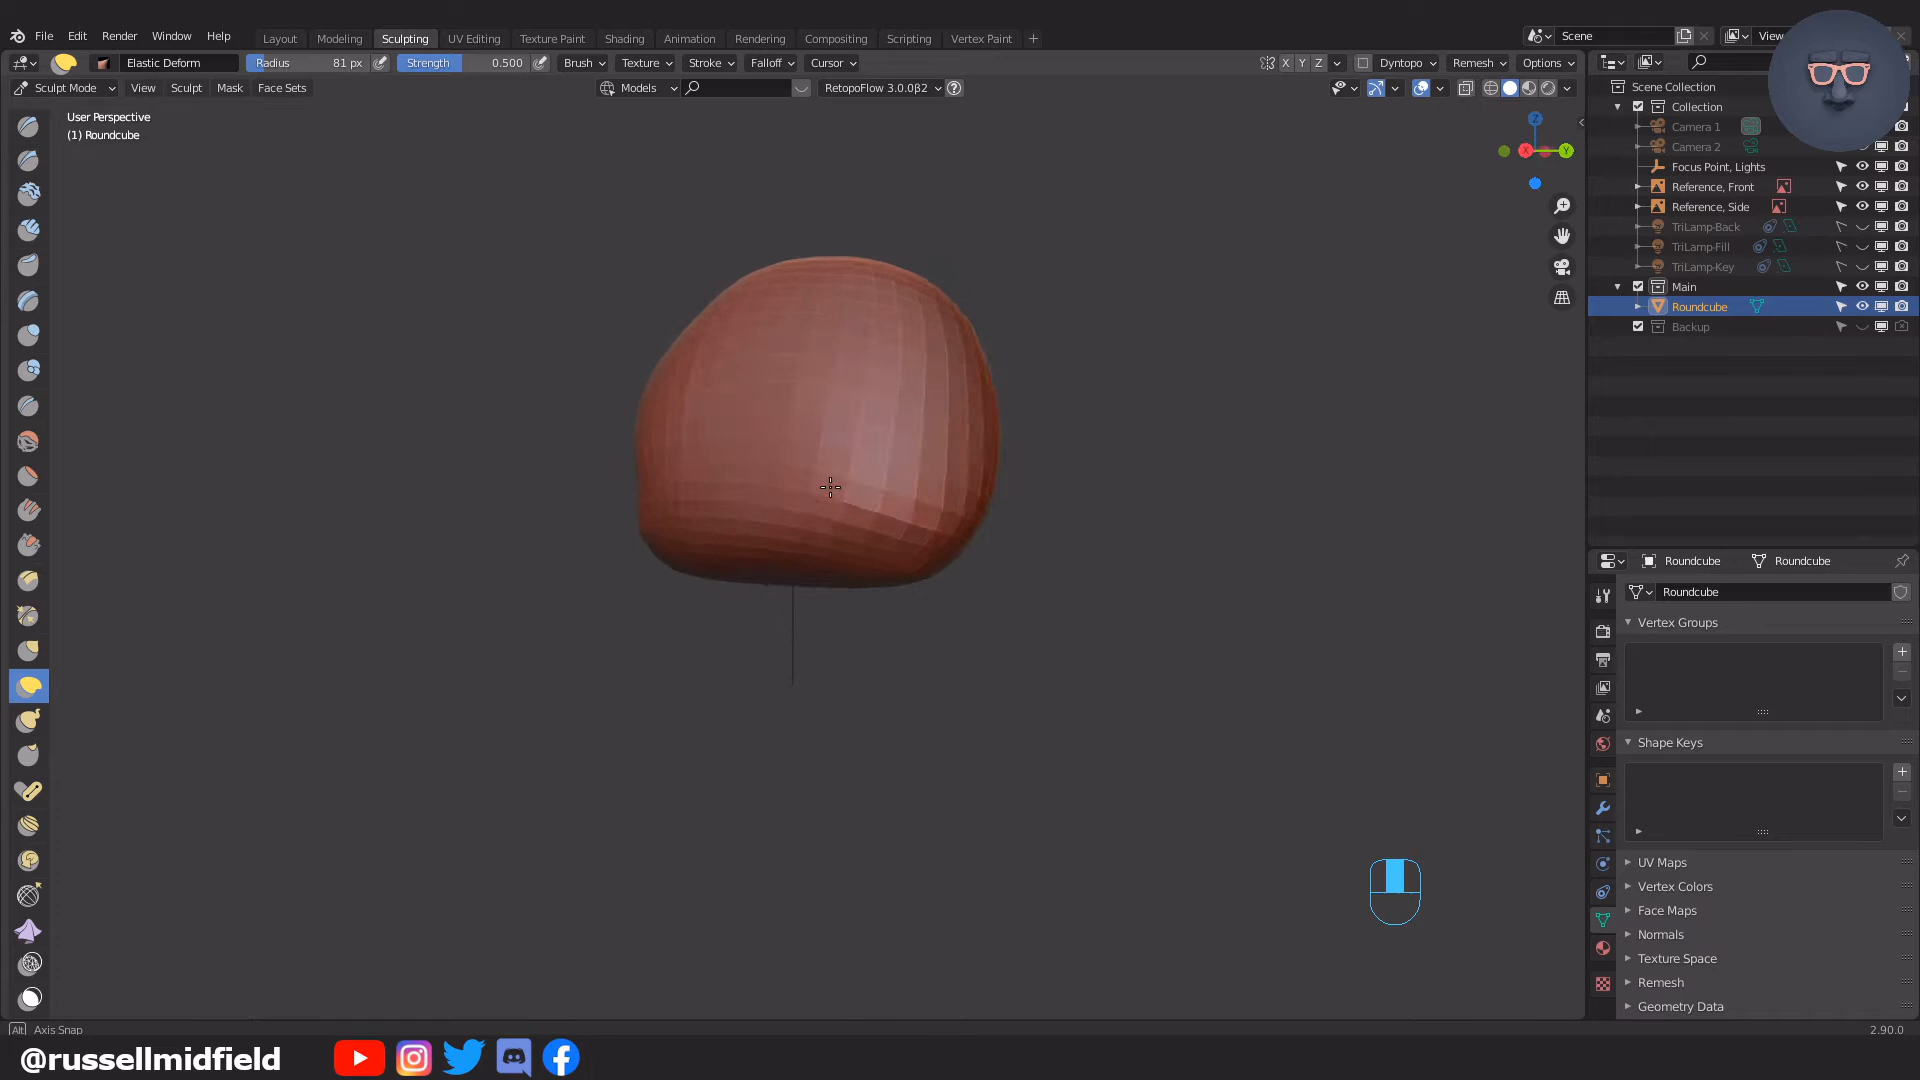 File Edit Render Window Help Layout Modeling Sculpting UV Editing Texture Paint Shading Animation Rendering Compositing Scripting Vertex Paint + Scene View
Elastic Deform Radius 81 px Strength 0.500 Brush Texture Stroke Falloff Cursor X Y Z Dyntopo Remesh Options
Sculpt Mode View Sculpt Mask Face Sets Models RetopoFlow 3.0.0β2 ?
User Perspective
(1) Roundcube
Z
X
Y
Scene Collection
Collection
Camera 1
Camera 2
Focus Point, Lights
Reference, Front
Reference, Side
TriLamp-Back
TriLamp-Fill
TriLamp-Key
Main
Roundcube
Backup
Roundcube Roundcube
Roundcube
Vertex Groups
Shape Keys
UV Maps
Vertex Colors
Face Maps
Normals
Texture Space
Remesh
Geometry Data
Alt Axis Snap
2.90.0
@russellmidfield